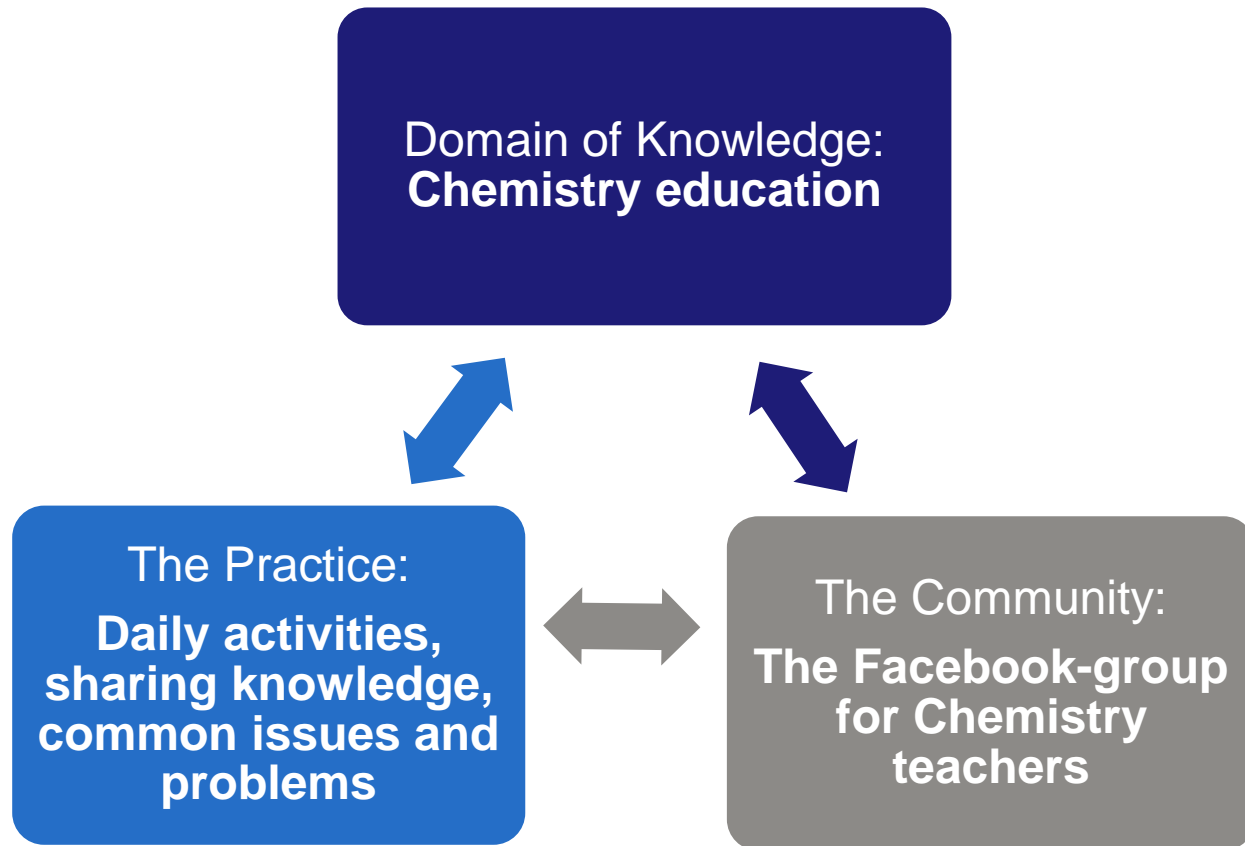 Domain of Knowledge:
Chemistry education
The Practice:
Daily activities,
sharing knowledge,
common issues and
problems
The Community:
The Facebook-group
for Chemistry
teachers